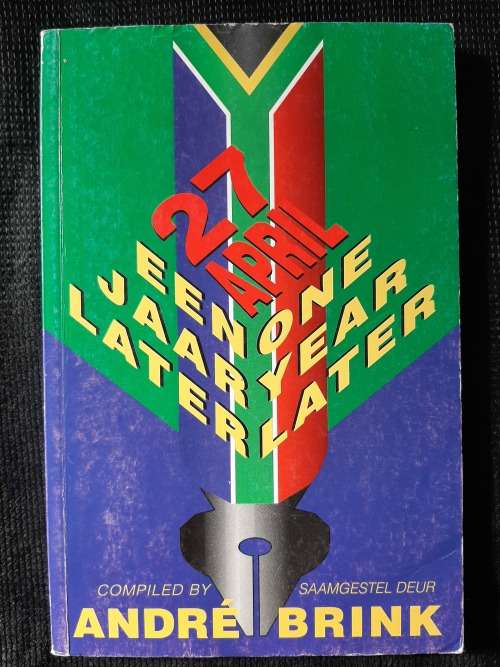 27
APRIL
EEN ONE
JAAR YEAR
LATER LATER
COMPILED BY SAAMGESTEL DEUR
ANDRÉ BRINK